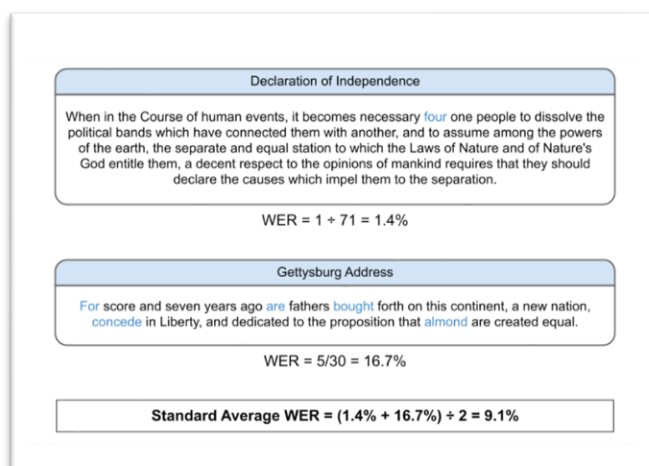 Declaration of Independence
When in the Course of human events, it becomes necessary four one people to dissolve the
political bands which have connected them with another, and to assume among the powers
of the earth, the separate and equal station to which the Laws of Nature and of Nature's
God entitle them, a decent respect to the opinions of mankind requires that they should
declare the causes which impel them to the separation.
WER = 1 ÷ 71 = 1.4%
Gettysburg Address
For score and seven years ago are fathers bought forth on this continent, a new nation,
concede in Liberty, and dedicated to the proposition that almond are created equal.
WER = 5/30 = 16.7%
Standard Average WER = (1.4% + 16.7%) ÷ 2 = 9.1%